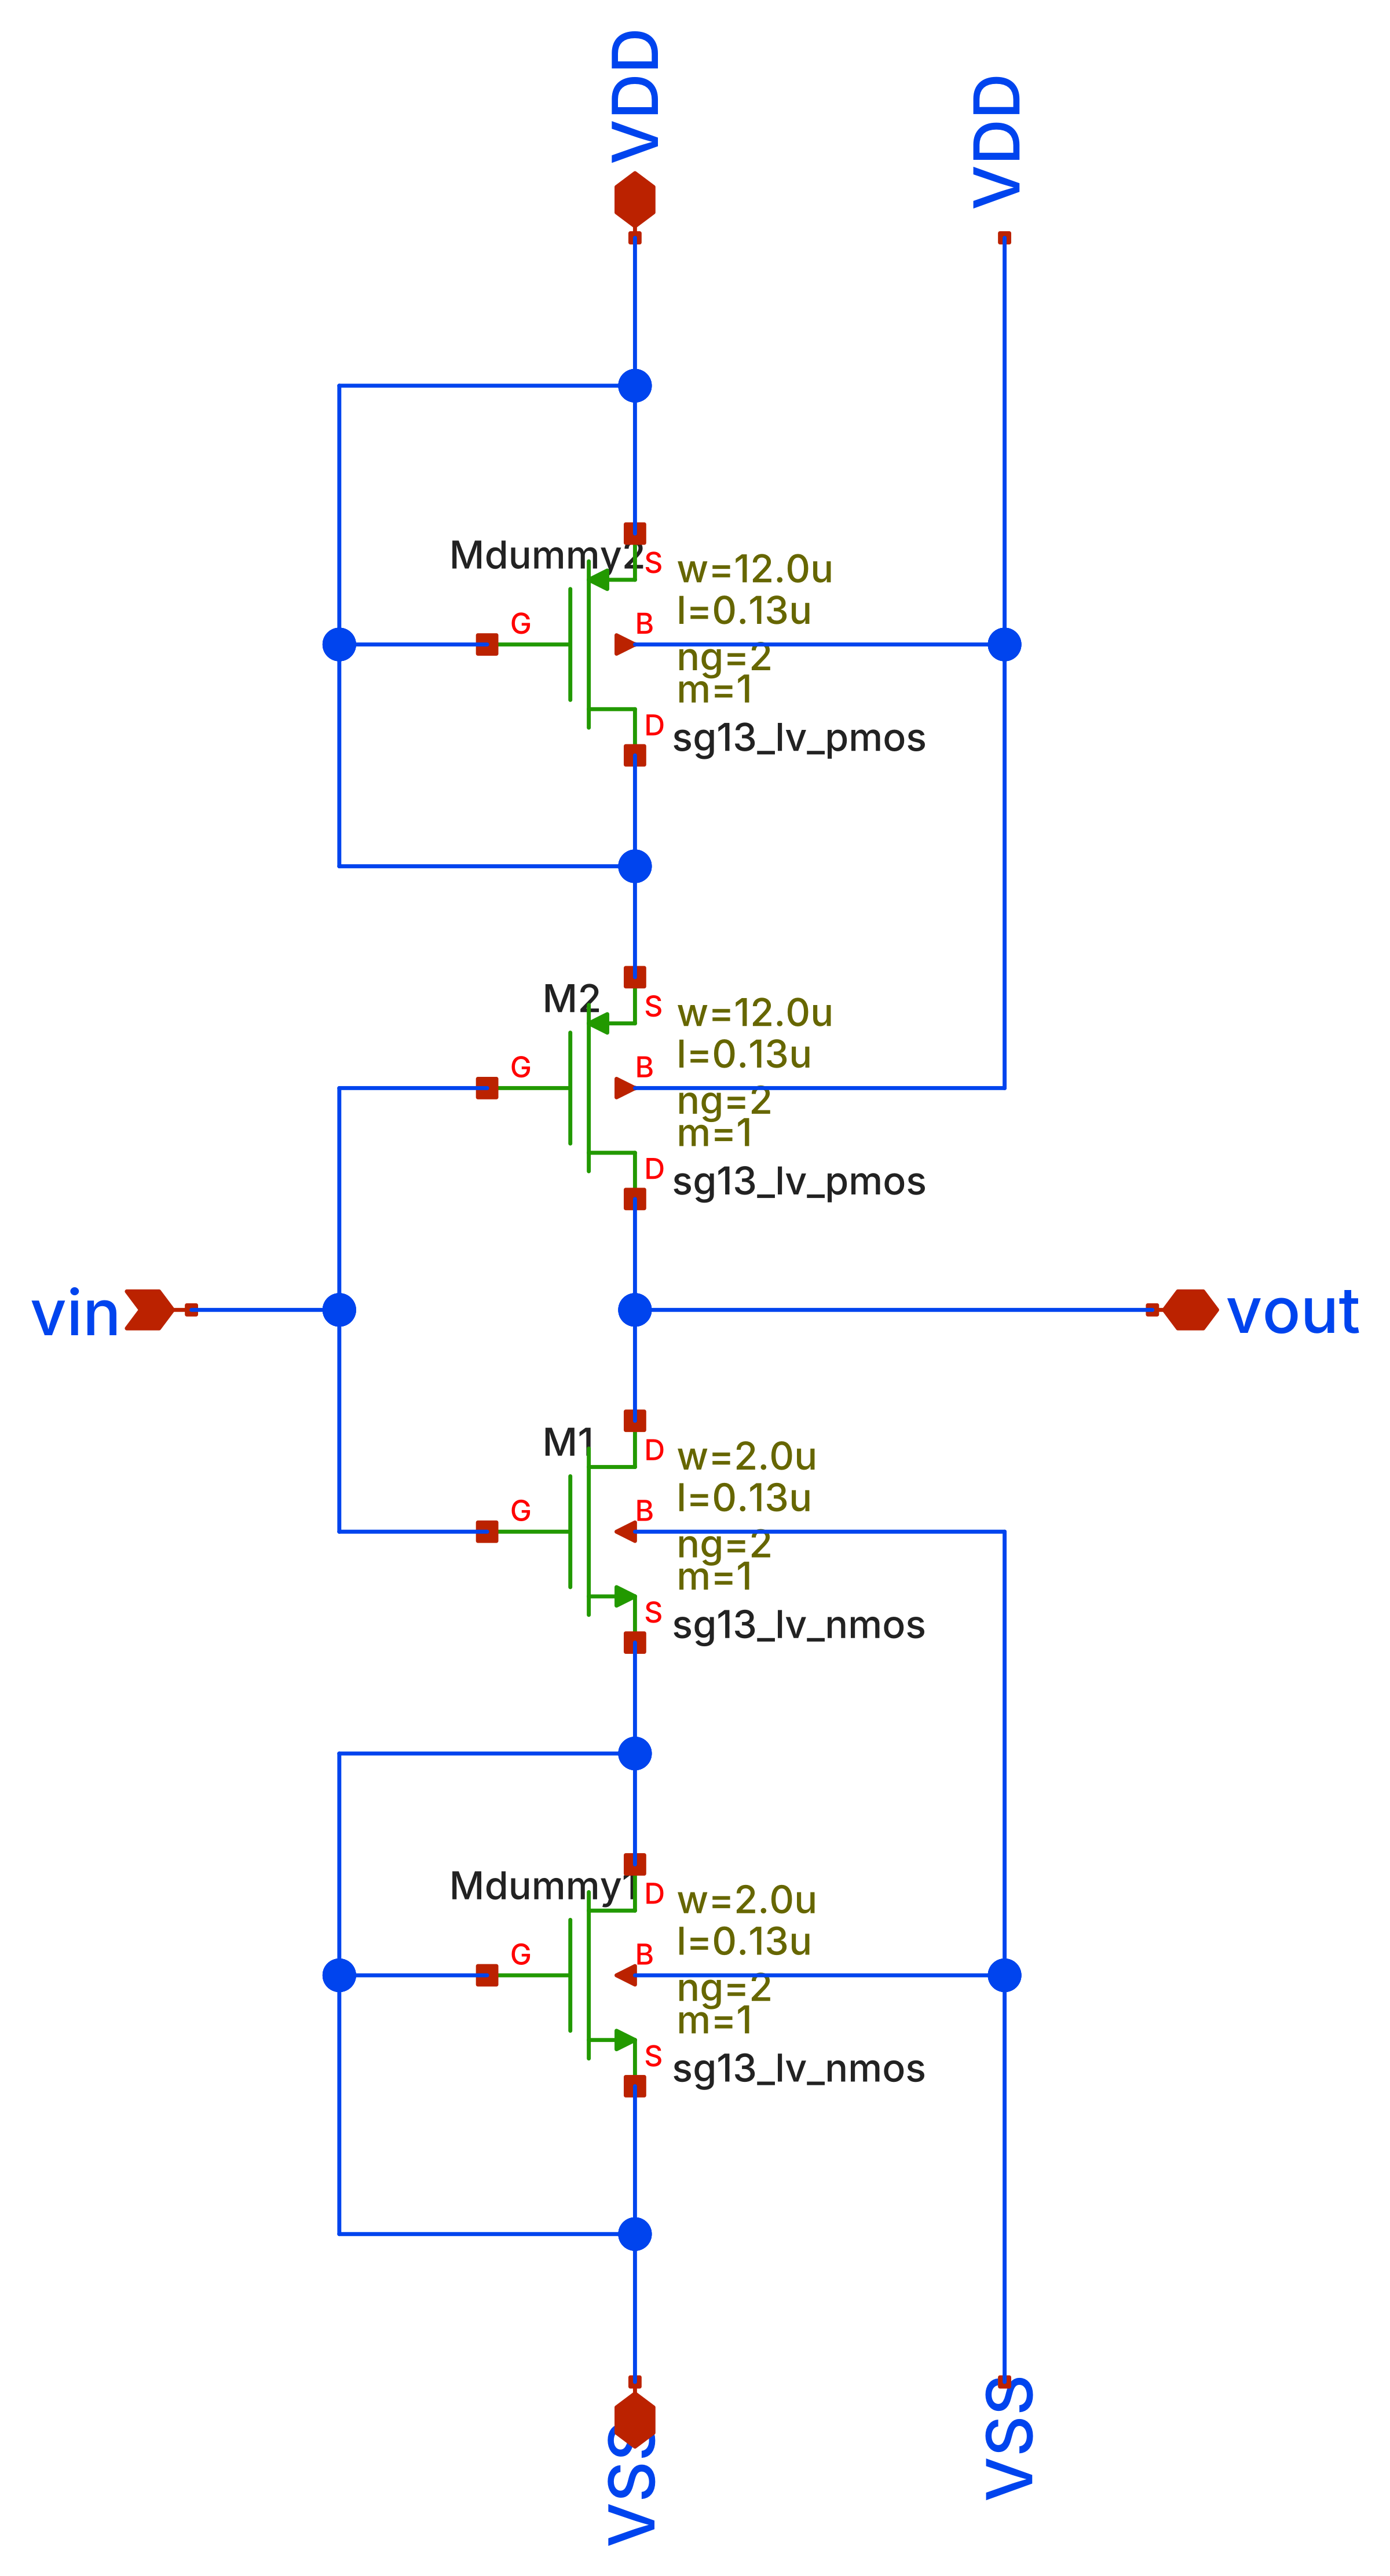 VDD
VDD
Mdummy2
S
w=12.0u
l=0.13u
G
B
ng=2
m=1
D
sg13_lv_pmos
M2
S
w=12.0u
l=0.13u
G
B
ng=2
m=1
D
sg13_lv_pmos
vin
vout
M1
D
w=2.0u
l=0.13u
G
B
ng=2
m=1
S
sg13_lv_nmos
Mdummy1
D
w=2.0u
l=0.13u
G
B
ng=2
m=1
S
sg13_lv_nmos
VSS
VSS